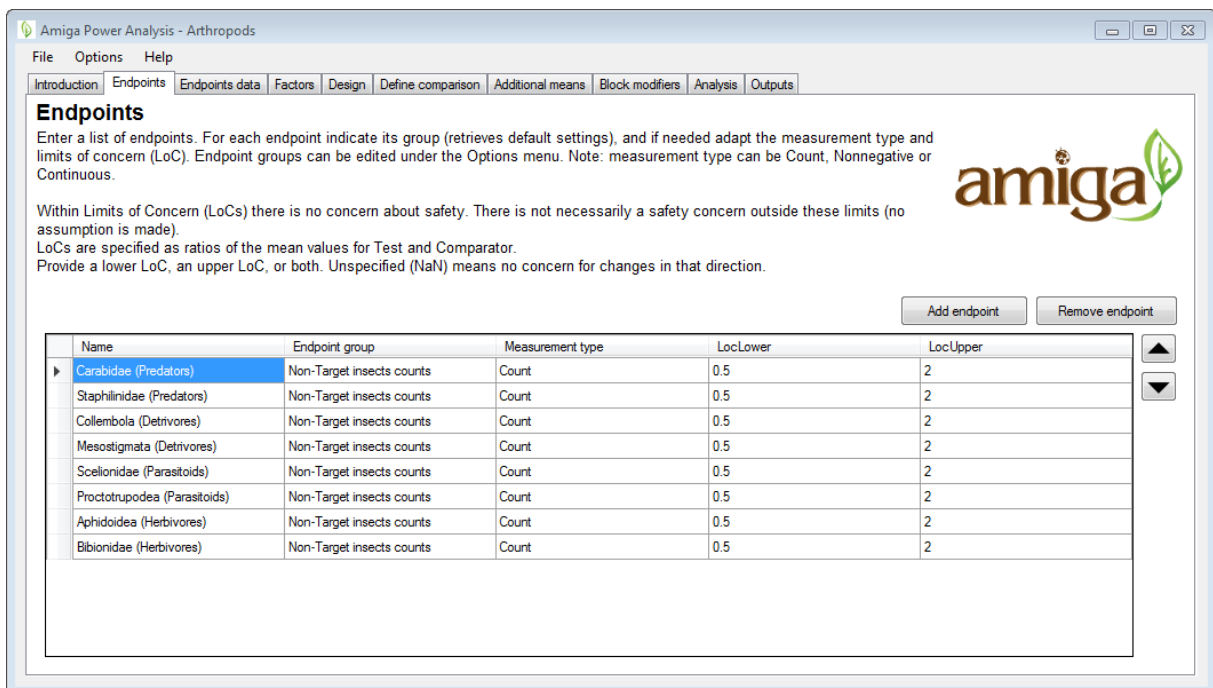 Amiga Power Analysis - Arthropods
File Options Help
Introduction Endpoints Endpoints data Factors Design Define comparison Additional means Block modifiers Analysis Outputs
Endpoints
Enter a list of endpoints. For each endpoint indicate its group (retrieves default settings), and if needed adapt the measurement type and
limits of concern (LoC). Endpoint groups can be edited under the Options menu. Note: measurement type can be Count, Nonnegative or
Continuous.
Within Limits of Concern (LoCs) there is no concern about safety. There is not necessarily a safety concern outside these limits (no
assumption is made).
LoCs are specified as ratios of the mean values for Test and Comparator.
Provide a lower LoC, an upper LoC, or both. Unspecified (NaN) means no concern for changes in that direction.
amiga
Add endpoint Remove endpoint
Name Endpoint group Measurement type LocLower LocUpper
Carabidae (Predators) Non-Target insects counts Count 0.5 2
Staphilinidae (Predators) Non-Target insects counts Count 0.5 2
Collembola (Detrivores) Non-Target insects counts Count 0.5 2
Mesostigmata (Detrivores) Non-Target insects counts Count 0.5 2
Scelionidae (Parasitoids) Non-Target insects counts Count 0.5 2
Proctotrupodea (Parasitoids) Non-Target insects counts Count 0.5 2
Aphidoidea (Herbivores) Non-Target insects counts Count 0.5 2
Bibionidae (Herbivores) Non-Target insects counts Count 0.5 2